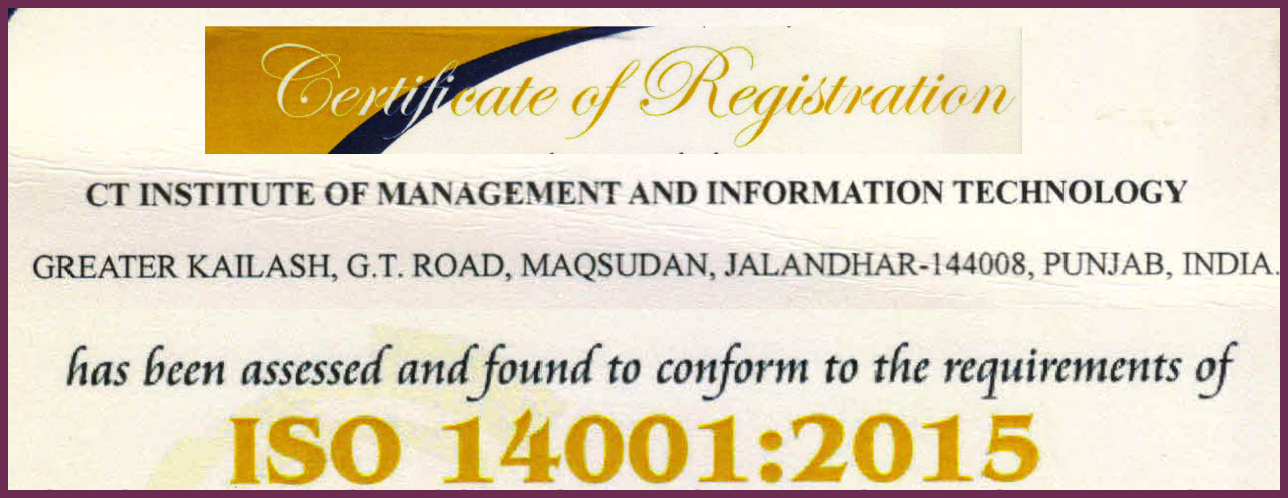 Certificate of Registration
CT INSTITUTE OF MANAGEMENT AND INFORMATION TECHNOLOGY
GREATER KAILASH, G.T. ROAD, MAQSUDAN, JALANDHAR-144008, PUNJAB, INDIA.
has been assessed and found to conform to the requirements of
ISO 14001:2015